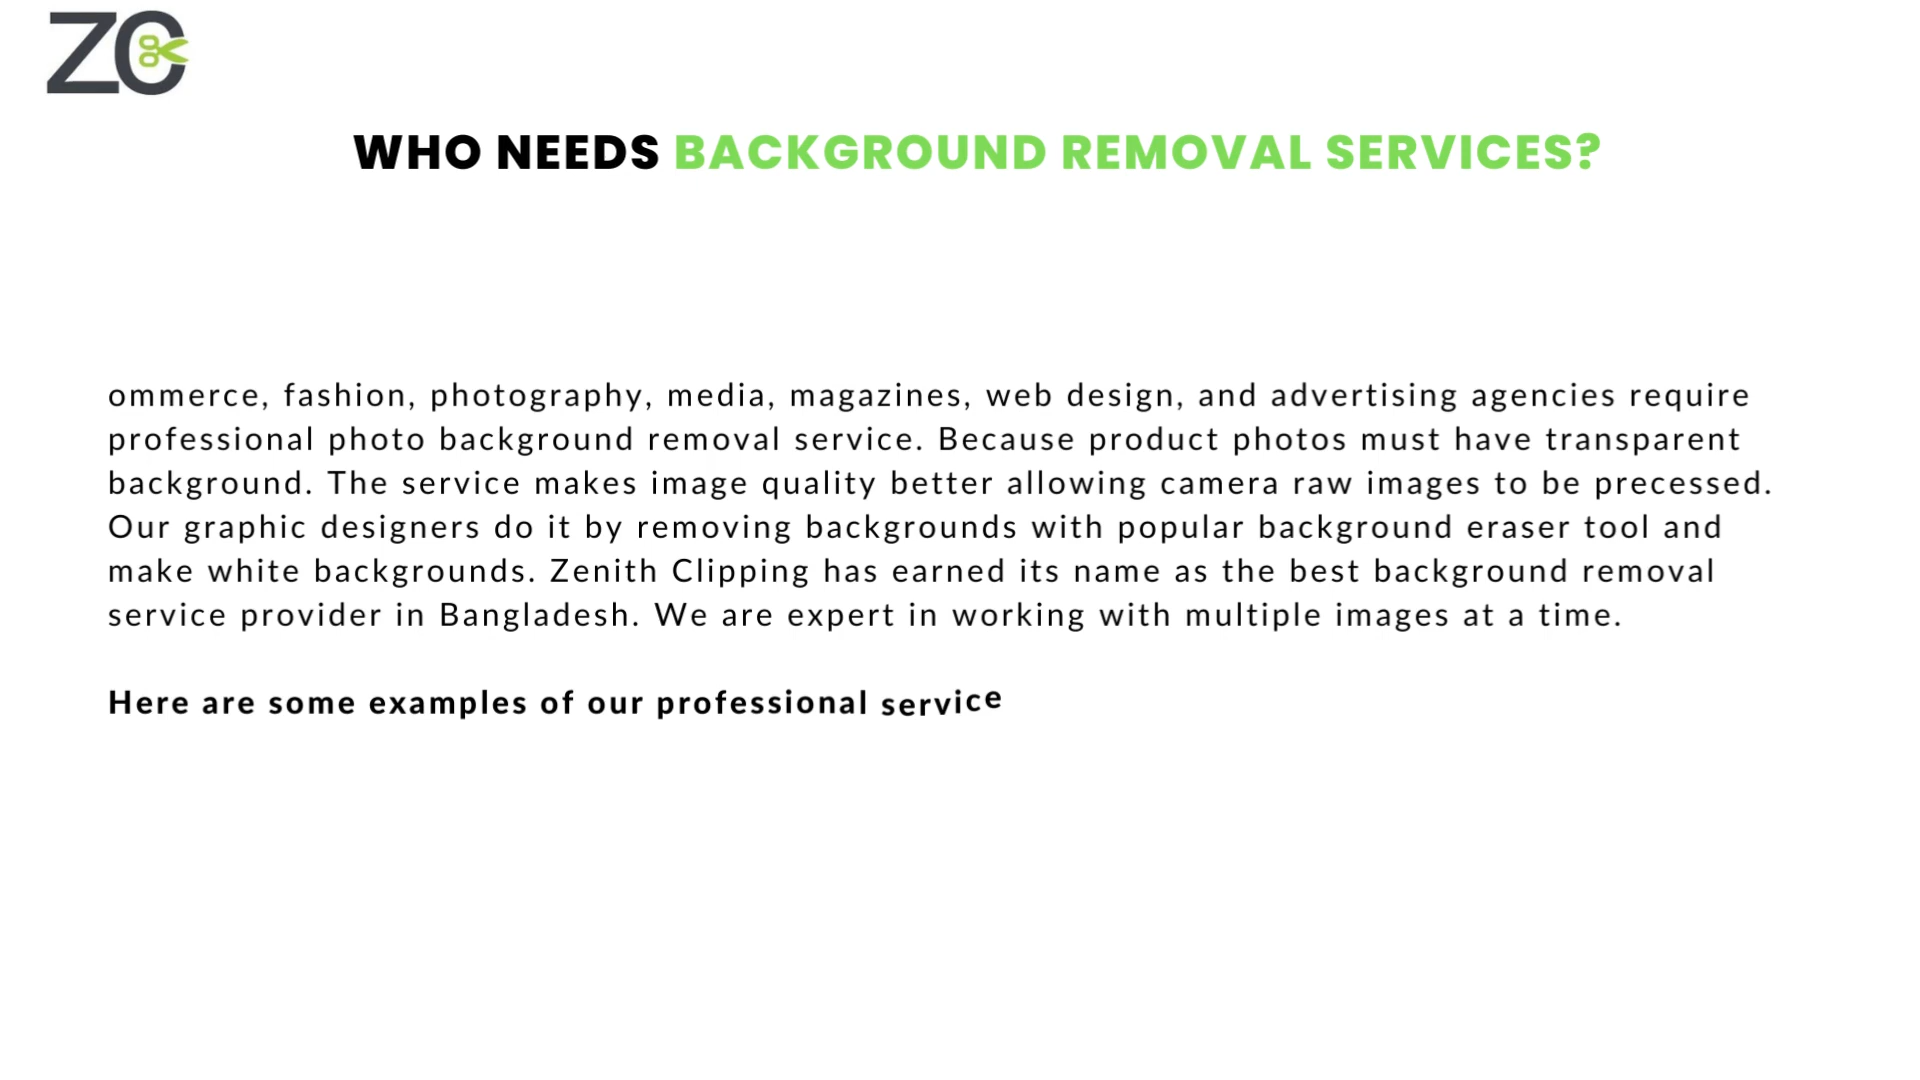 ZC
WHO NEEDS BACKGROUND REMOVAL SERVICES?
ommerce, fashion, photography, media, magazines, web design, and advertising agencies require
professional photo background removal service. Because product photos must have transparent
background. The service makes image quality better allowing camera raw images to be precessed.
Our graphic designers do it by removing backgrounds with popular background eraser tool and
make white backgrounds. Zenith Clipping has earned its name as the best background removal
service provider in Bangladesh. We are expert in working with multiple images at a time.
Here are some examples of our professional service